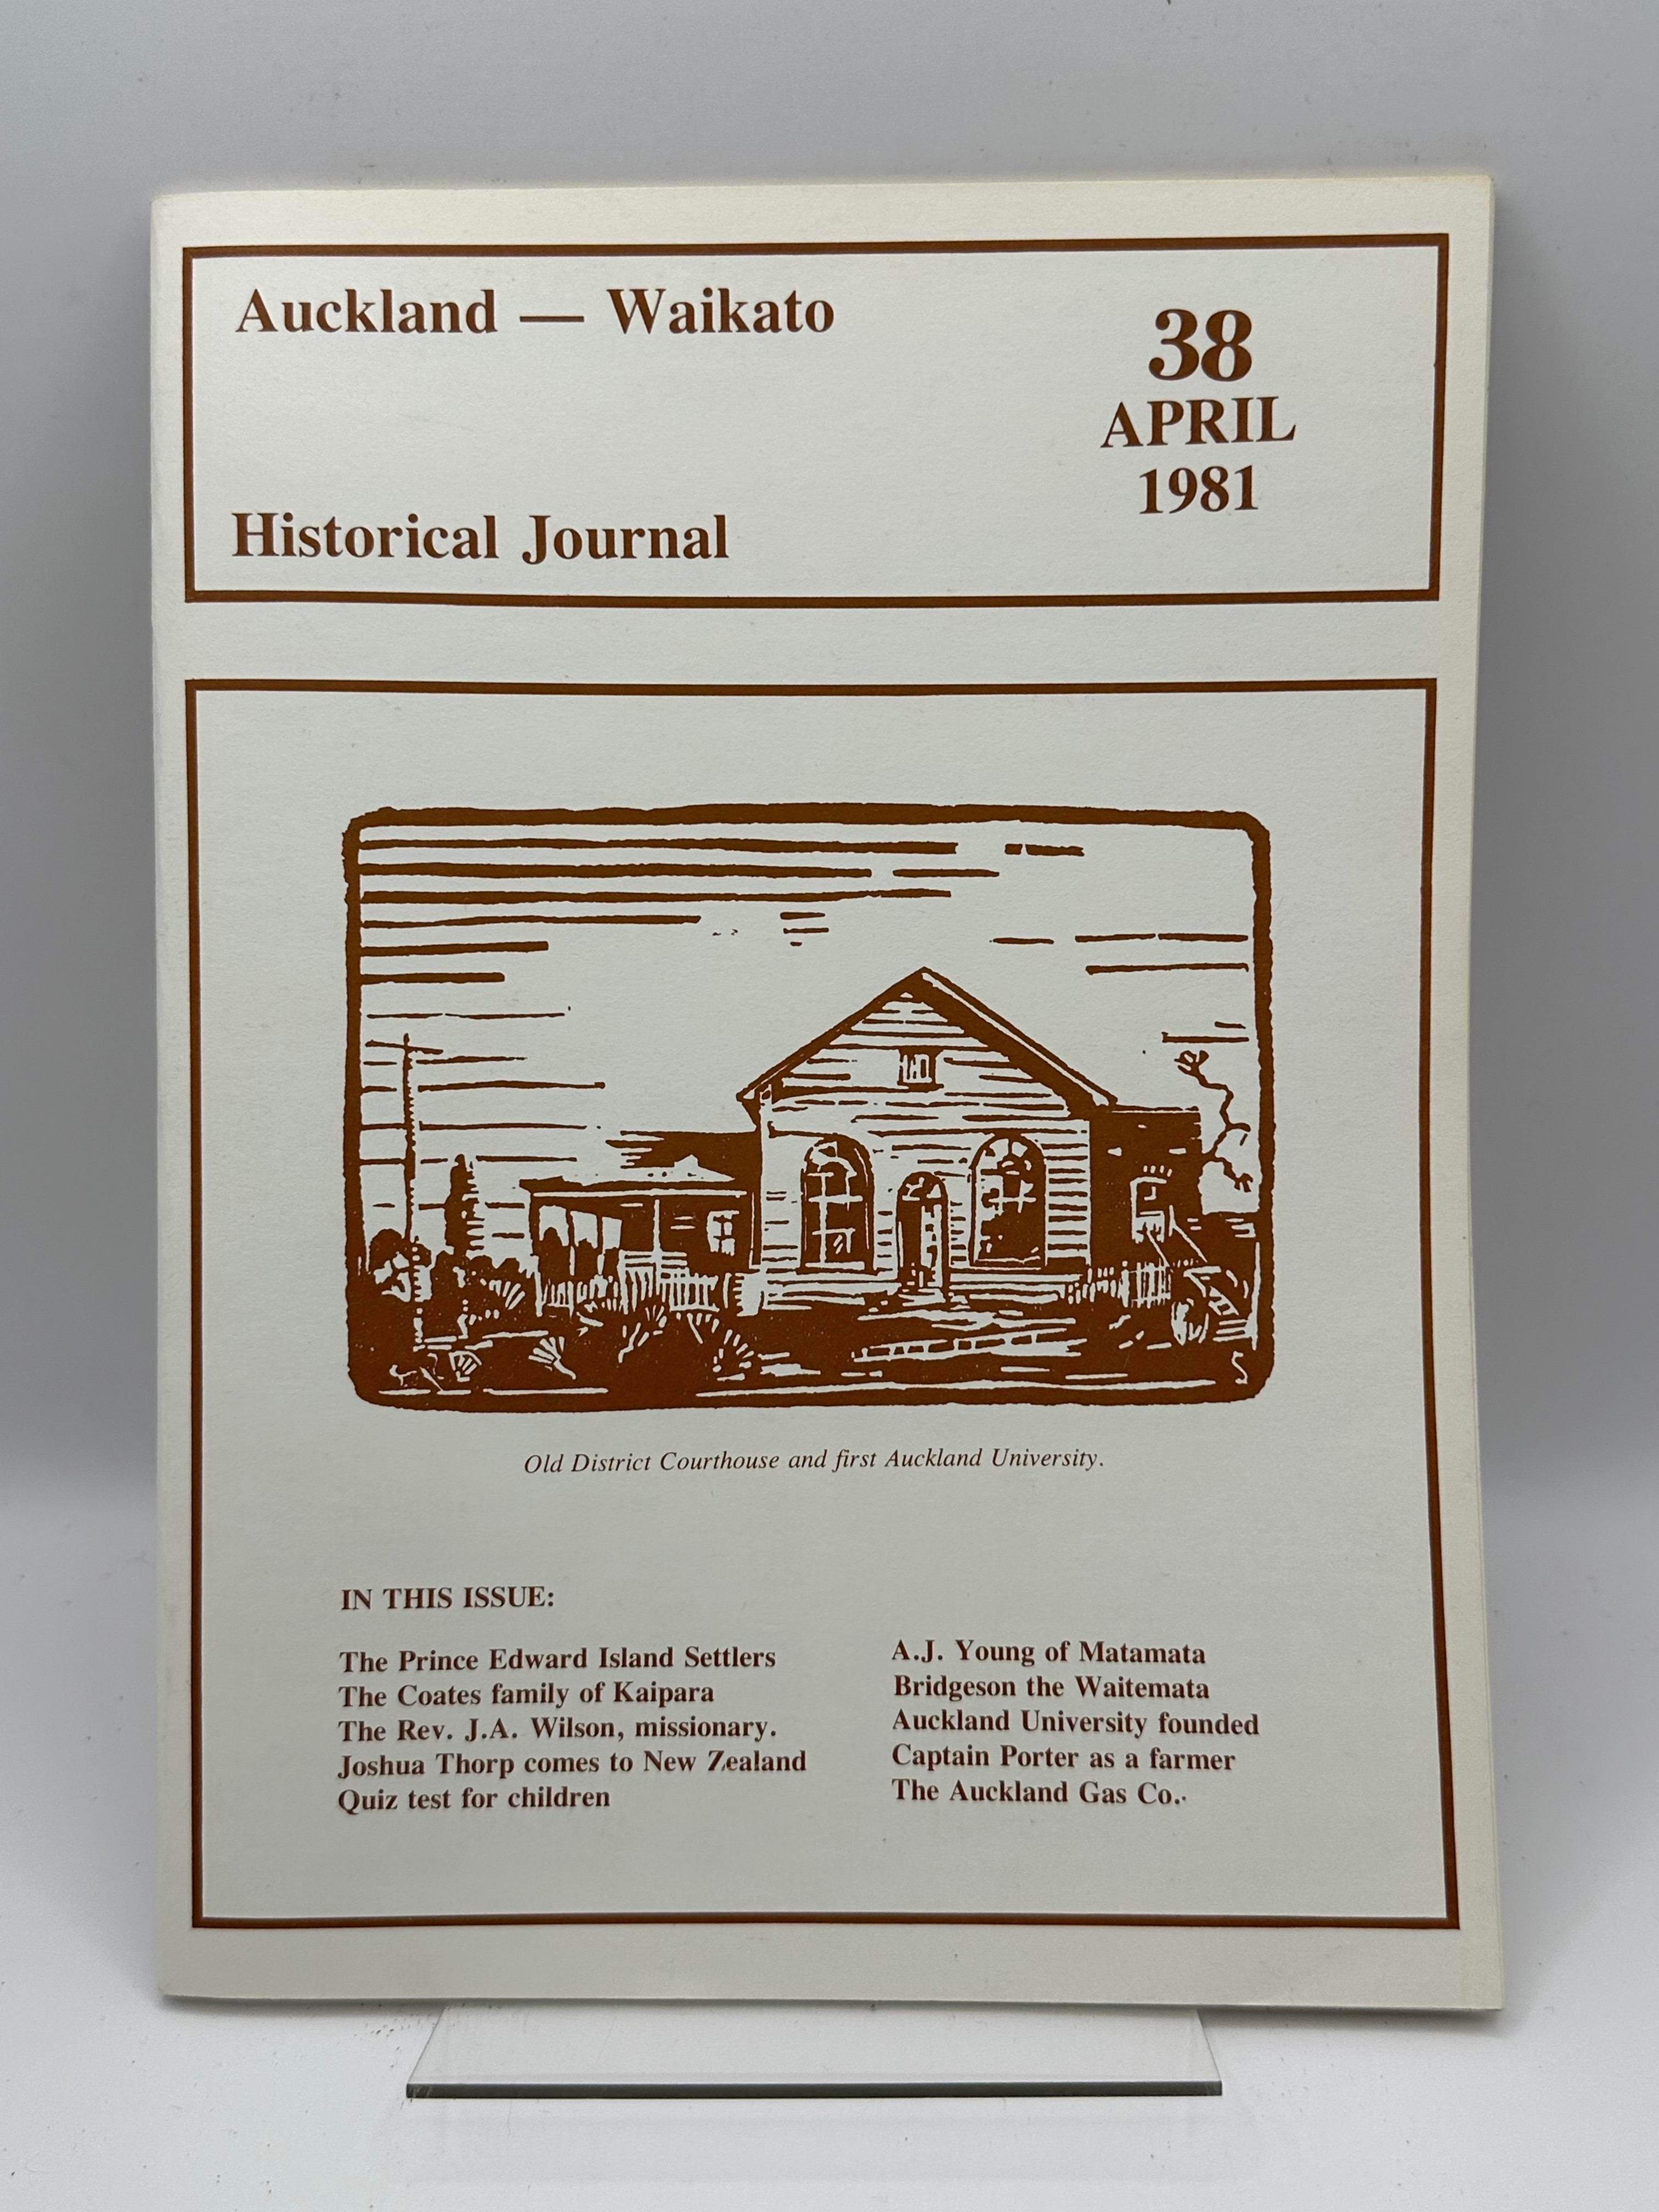 Auckland — Waikato
Historical Journal
38
APRIL
1981
Old District Courthouse and first Auckland University.
IN THIS ISSUE:
The Prince Edward Island Settlers
The Coates family of Kaipara
The Rev. J.A. Wilson, missionary.
Joshua Thorp comes to New Zealand
Quiz test for children
A.J. Young of Matamata
Bridgeson the Waitemata
Auckland University founded
Captain Porter as a farmer
The Auckland Gas Co.